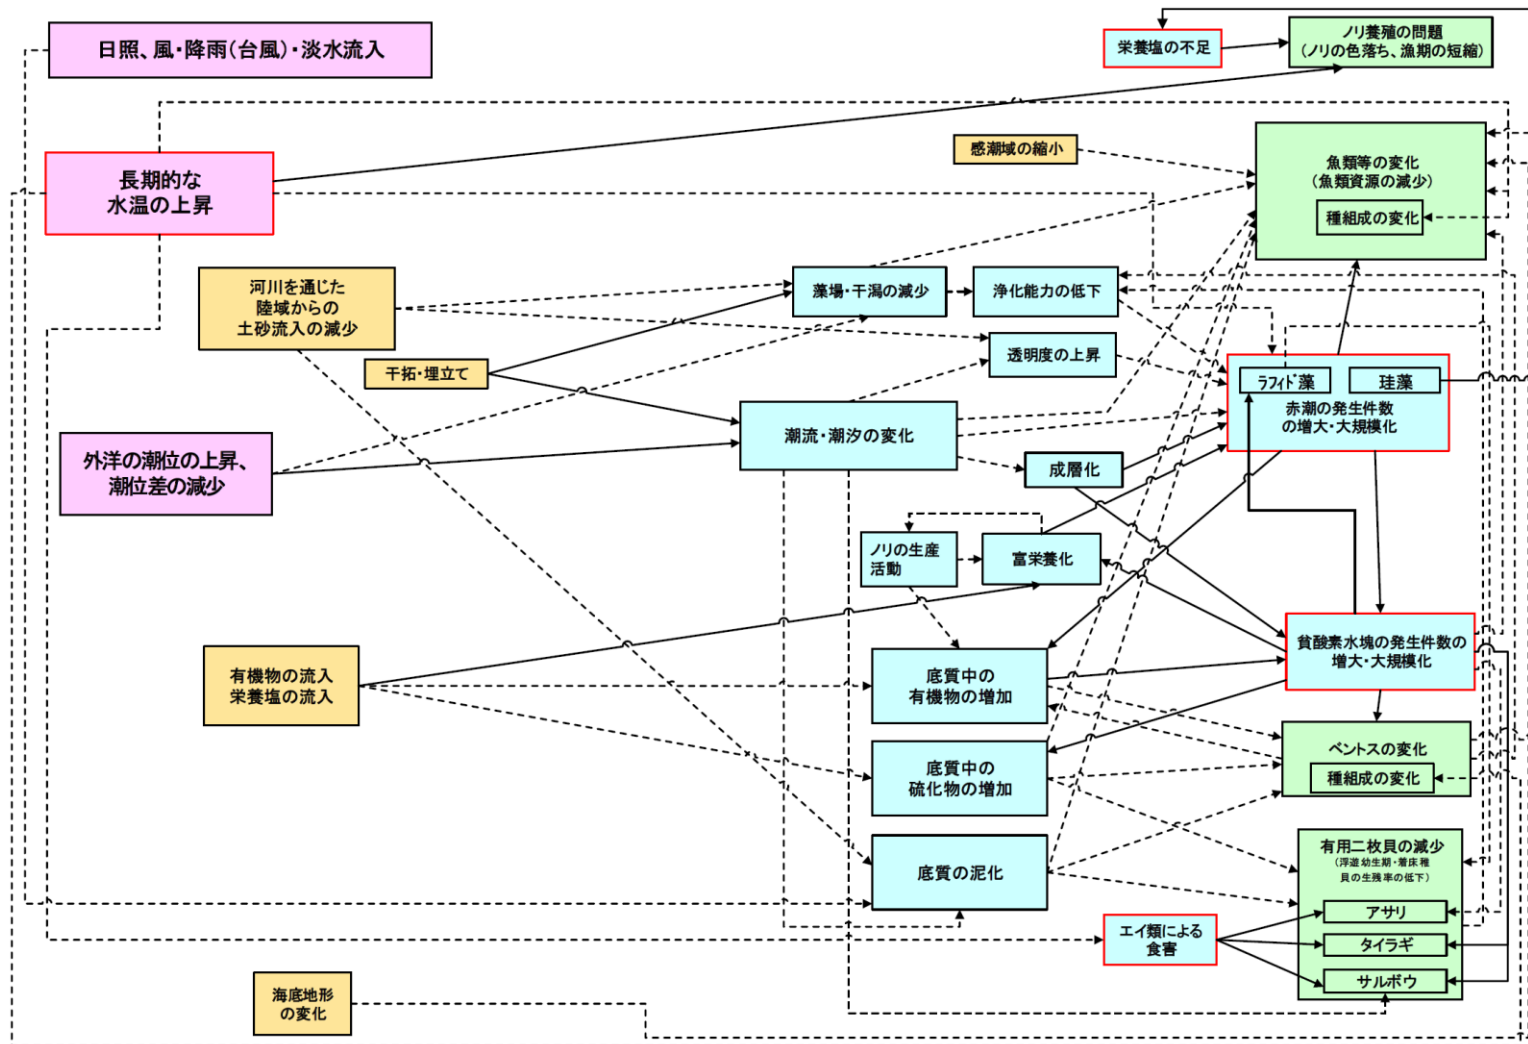 日照、風・降雨(台風)・淡水流入
栄養塩の不足
ノリ養殖の問題
(ノリの色落ち、漁期の短縮)
長期的な
水温の上昇
感潮域の縮小
魚類等の変化
(魚類資源の減少)
種組成の変化
河川を通じた
陸域からの
土砂流入の減少
藻場・干潟の減少
浄化能力の低下
透明度の上昇
干拓・埋立て
ラフィド藻
珪藻
赤潮の発生件数
の増大・大規模化
潮流・潮汐の変化
外洋の潮位の上昇、
潮位差の減少
成層化
ノリの生産
活動
富栄養化
貧酸素水塊の発生件数の
増大・大規模化
有機物の流入
栄養塩の流入
底質中の
有機物の増加
ベントスの変化
種組成の変化
底質中の
硫化物の増加
底質の泥化
有用二枚貝の減少
(浮遊幼生期・着床稚
貝の生残率の低下)
アサリ
タイラギ
サルボウ
エイ類による
食害
海底地形
の変化